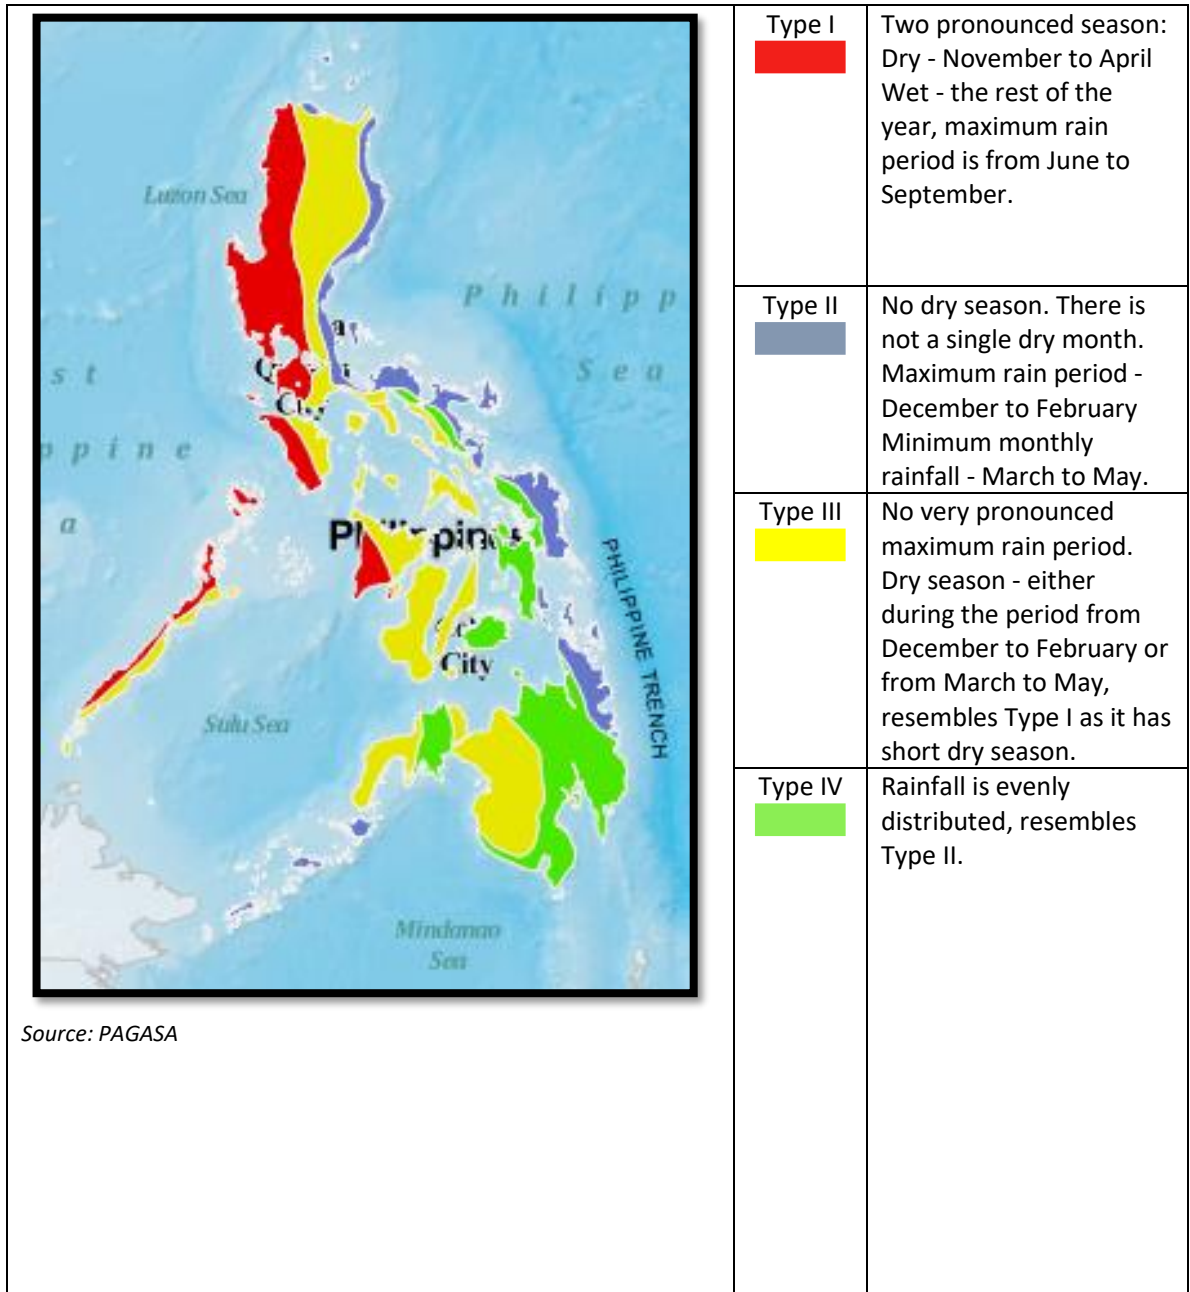 Luzon Sea
P h i l i p p
S e a
s t
p p i n e
a
City
PHILIPPINE TRENCH
City
Sulu Sea
Mindanao
Sea
Source: PAGASA
Type I
Two pronounced season:
Dry - November to April
Wet - the rest of the
year, maximum rain
period is from June to
September.
Type II
No dry season. There is
not a single dry month.
Maximum rain period -
December to February
Minimum monthly
rainfall - March to May.
Type III
No very pronounced
maximum rain period.
Dry season - either
during the period from
December to February or
from March to May,
resembles Type I as it has
short dry season.
Type IV
Rainfall is evenly
distributed, resembles
Type II.